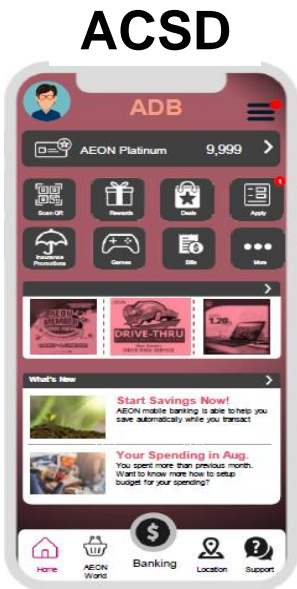 ACSD
ADB
AEON Platinum 9,999
Scan QR Rewards Deals Apply
Insurance Promotions Games Bills More
DRIVE-THRU
1.20
What's New
Start Savings Now!
AEON mobile banking is able to help you
save automatically while you transact
Your Spending in Aug.
You spent more than previous month.
Want to know more how to setup
budget for your spending?
Home AEON World Banking Location Support